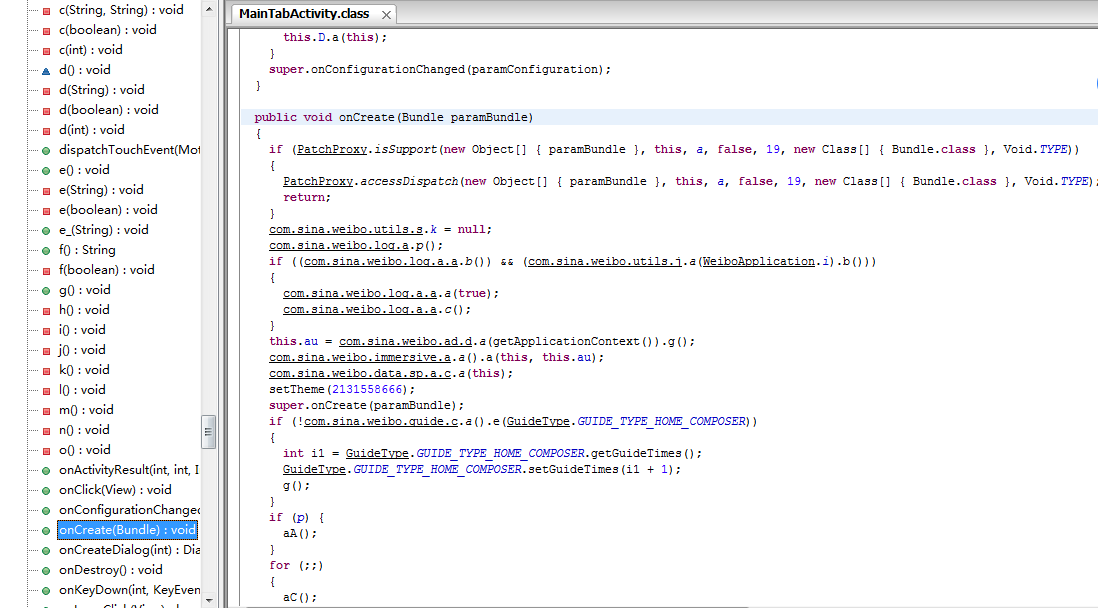 c(String, String) : void
c(boolean) : void
c(int) : void
d() : void
d(String) : void
d(boolean) : void
d(int) : void
dispatchTouchEvent(Mot
e() : void
e(String) : void
e(boolean) : void
e_(String) : void
f() : String
f(boolean) : void
g() : void
h() : void
i() : void
j() : void
k() : void
l() : void
m() : void
n() : void
o() : void
onActivityResult(int, int, I
onClick(View) : void
onConfigurationChanged
onCreate(Bundle) : void
onCreateDialog(int) : Dia
onDestroy() : void
onKeyDown(int, KeyEven
MainTabActivity.class
this.D.a(this);
}
super.onConfigurationChanged(paramConfiguration);
}
public void onCreate(Bundle paramBundle)
{
if (PatchProxy.isSupport(new Object[] { paramBundle }, this, a, false, 19, new Class[] { Bundle.class }, Void.TYPE))
{
PatchProxy.accessDispatch(new Object[] { paramBundle }, this, a, false, 19, new Class[] { Bundle.class }, Void.TYPE);
return;
}
com.sina.weibo.utils.s.k = null;
com.sina.weibo.log.a.p();
if ((com.sina.weibo.log.a.a.b()) && (com.sina.weibo.utils.j.a(WeiboApplication.i).b()))
{
com.sina.weibo.log.a.a.a(true);
com.sina.weibo.log.a.a.c();
}
this.au = com.sina.weibo.ad.d.a(getApplicationContext()).g();
com.sina.weibo.immersive.a.a().a(this, this.au);
com.sina.weibo.data.sp.a.c.a(this);
setTheme(2131558666);
super.onCreate(paramBundle);
if (!com.sina.weibo.guide.c.a().e(GuideType.GUIDE_TYPE_HOME_COMPOSER))
{
int i1 = GuideType.GUIDE_TYPE_HOME_COMPOSER.getGuideTimes();
GuideType.GUIDE_TYPE_HOME_COMPOSER.setGuideTimes(i1 + 1);
g();
}
if (p) {
aA();
}
for (;;)
{
aC();